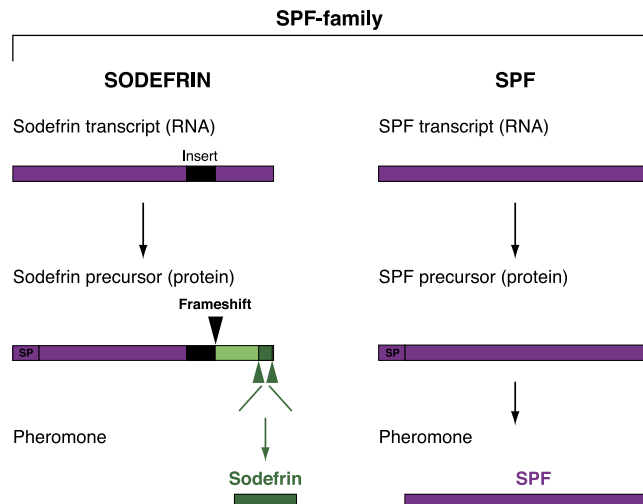 SPF-family
SODEFRIN
SPF
Sodefrin transcript (RNA)
SPF transcript (RNA)
Insert
Sodefrin precursor (protein)
SPF precursor (protein)
Frameshift
SP
SP
Pheromone
Pheromone
Sodefrin
SPF